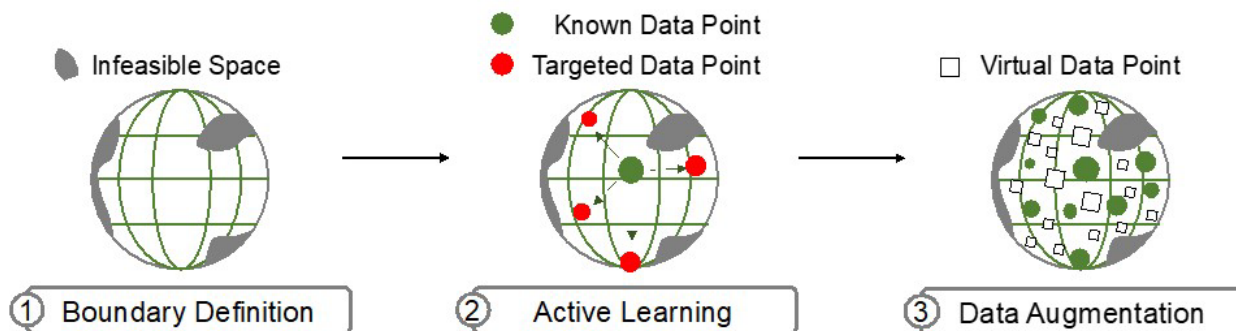 Known Data Point
Infeasible Space
Targeted Data Point
Virtual Data Point
1 Boundary Definition
2 Active Learning
3 Data Augmentation